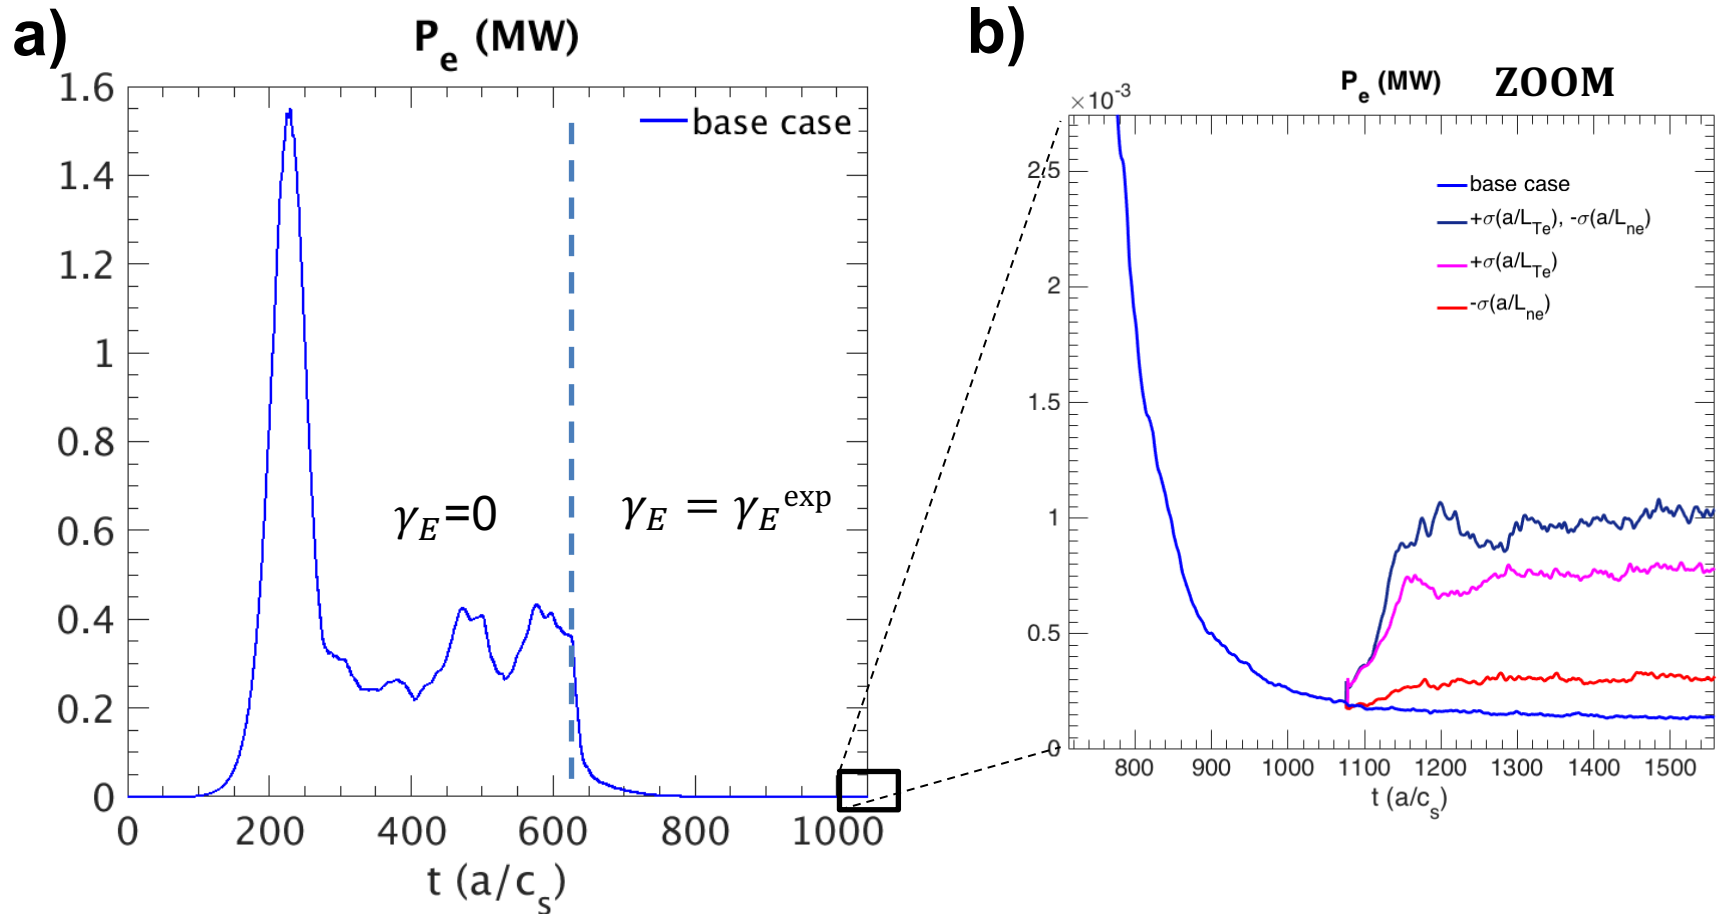 a)
P_e (MW)
1.6
1.4
1.2
1
0.8
0.6
0.4
0.2
0
base case
γ_E=0
γ_E = γ_E^exp
0 200 400 600 800 1000
t (a/c_s)
b)
P_e (MW) ZOOM
×10^-3
2.5
2
1.5
1
0.5
0
base case
+σ(a/L_Te), -σ(a/L_ne)
+σ(a/L_Te)
-σ(a/L_ne)
800 900 1000 1100 1200 1300 1400 1500
t (a/c_s)